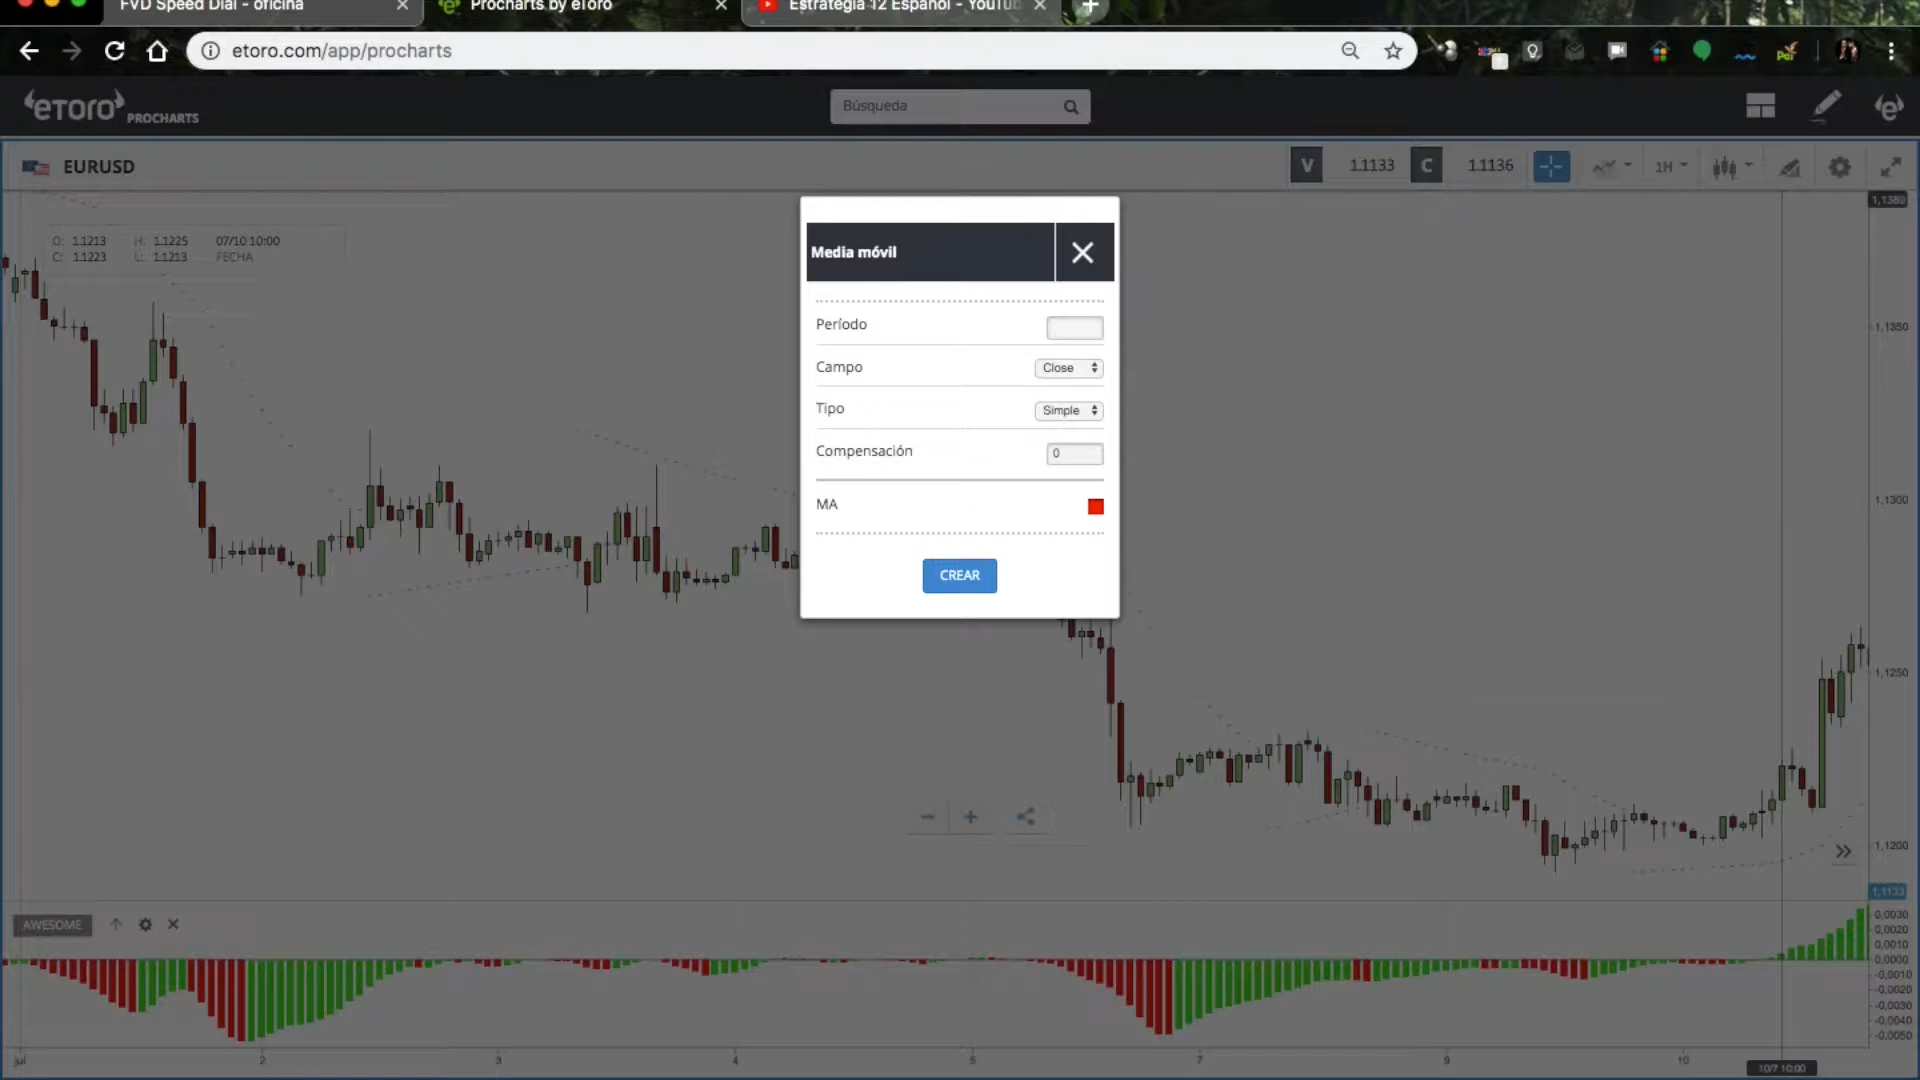 FVD Speed Dial - oficina
Procharts by eToro
Estrategia 12 Español - YouTu
etoro.com/app/procharts
eToro PROCHARTS
Búsqueda
EURUSD
V 1.1133 C 1.1136 1H
O: 1.1213 H: 1.1225 07/10 10:00
C: 1.1223 L: 1.1213 FECHA
Media móvil
Período
Campo Close
Tipo Simple
Compensación 0
MA
CREAR
1,1380
1,1350
1,1300
1,1250
1,1200
1,1133
AWESOME
0,0030
0,0020
0,0010
0,0000
-0,0010
-0,0020
-0,0030
-0,0040
-0,0050
jul 2 3 4 5 7 9 10
10/7 10:00